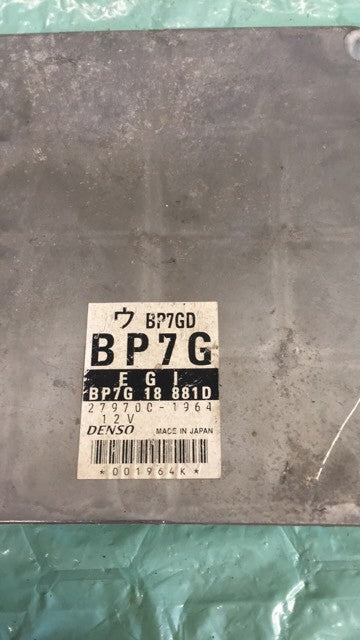 ウ BP7GD
BP7G
EGI
BP7G 18 881D
279700-1964
12V
DENSO MADE IN JAPAN
*001964K*